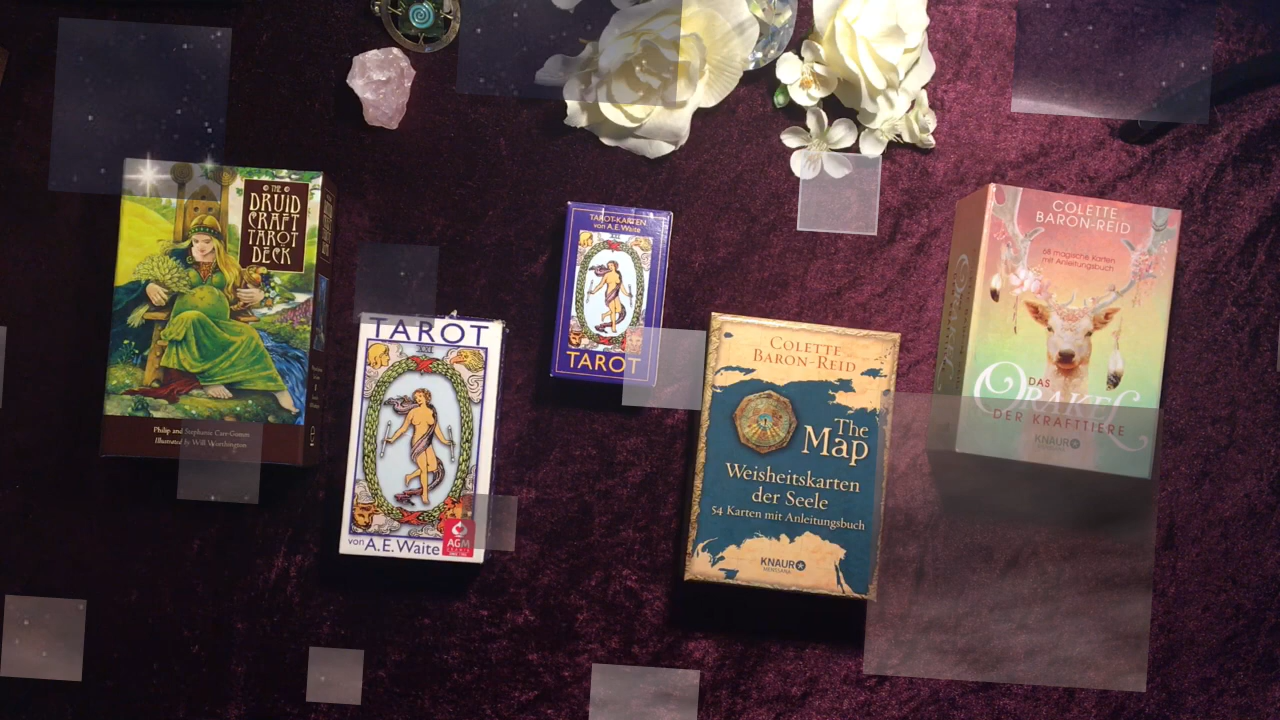 THE
DRUID
CRAFT
TAROT
DECK
Philip and Stephanie Carr-Gomm
Illustrated by Will Worthington
TAROT
von A.E. Waite
AGM
TAROT-KARTEN
von A.E. Waite
TAROT
COLETTE
BARON-REID
The
Map
Weisheitskarten
der Seele
54 Karten mit Anleitungsbuch
KNAUR
MENSSANA
COLETTE
BARON-REID
68 magische Karten
mit Anleitungsbuch
DAS
ORAKEL
DER KRAFTTIERE
KNAUR